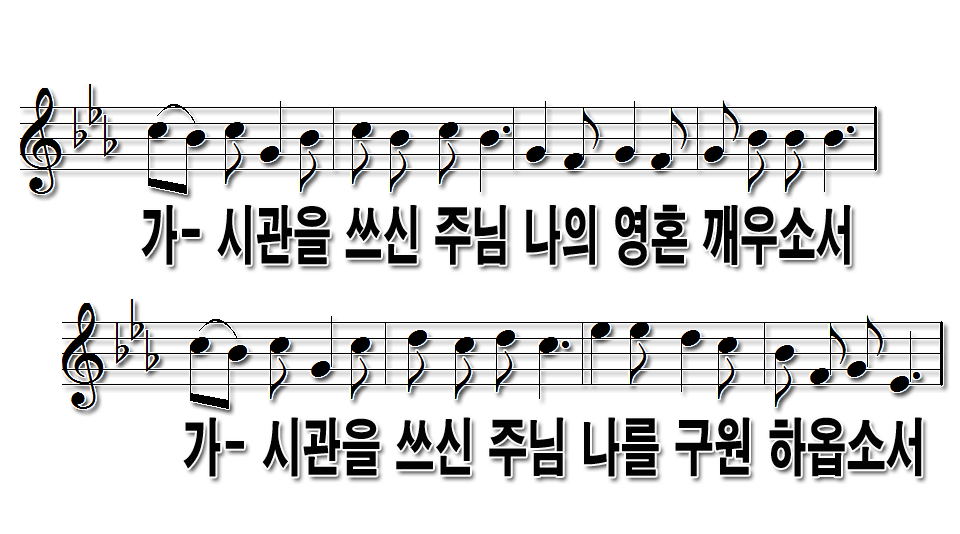 가- 시관을 쓰신 주님 나의 영혼 깨우소서
가- 시관을 쓰신 주님 나를 구원 하옵소서